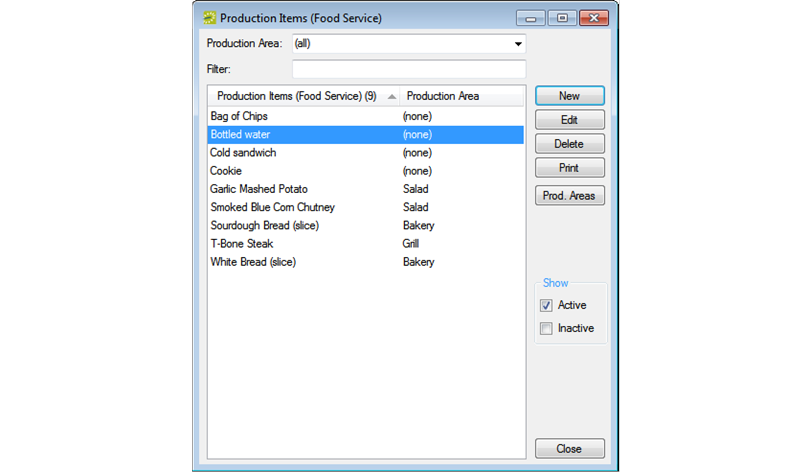 Production Items (Food Service)
Production Area: (all)
Filter:
Production Items (Food Service) (9) Production Area
Bag of Chips (none)
Bottled water (none)
Cold sandwich (none)
Cookie (none)
Garlic Mashed Potato Salad
Smoked Blue Corn Chutney Salad
Sourdough Bread (slice) Bakery
T-Bone Steak Grill
White Bread (slice) Bakery
New
Edit
Delete
Print
Prod. Areas
Show
Active
Inactive
Close